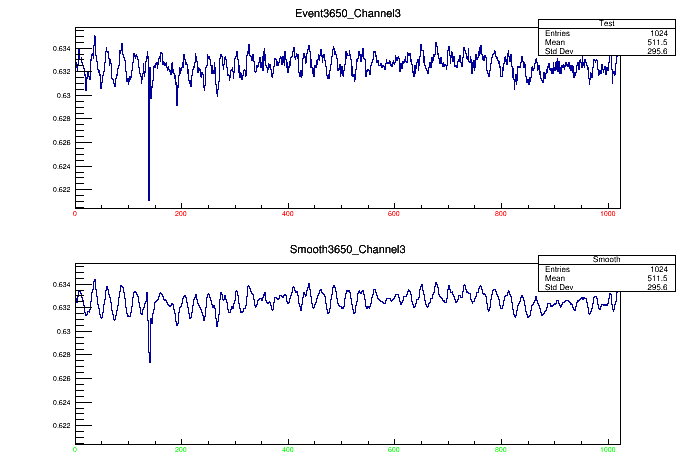 Event3650_Channel3
Test
Entries 1024
Mean 511.5
Std Dev 295.6
0.634
0.632
0.63
0.628
0.626
0.624
0.622
0 200 400 600 800 1000
Smooth3650_Channel3
Smooth
Entries 1024
Mean 511.5
Std Dev 295.6
0.634
0.632
0.63
0.628
0.626
0.624
0.622
0 200 400 600 800 1000